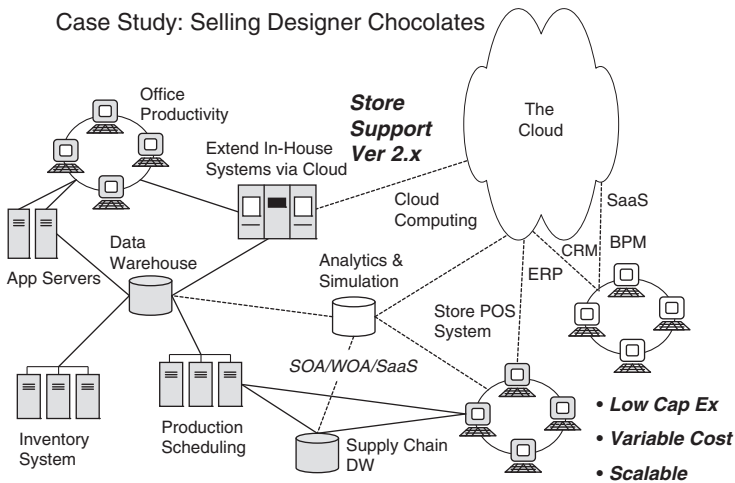 Case Study: Selling Designer Chocolates
Office
Productivity
Store
Support
Ver 2.x
The
Cloud
Extend In-House
Systems via Cloud
Cloud
Computing
SaaS
App Servers
Data
Warehouse
Analytics &
Simulation
CRM
BPM
ERP
Store POS
System
SOA/WOA/SaaS
Inventory
System
Production
Scheduling
Supply Chain
DW
• Low Cap Ex
• Variable Cost
• Scalable